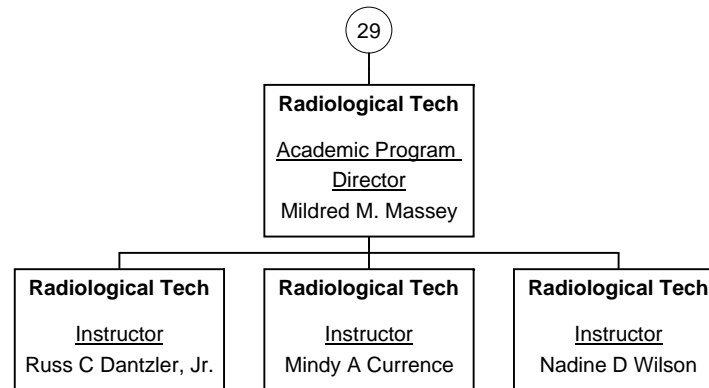 29
Radiological Tech
Academic Program
Director
Mildred M. Massey
Radiological Tech
Instructor
Russ C Dantzler, Jr.
Radiological Tech
Instructor
Mindy A Currence
Radiological Tech
Instructor
Nadine D Wilson